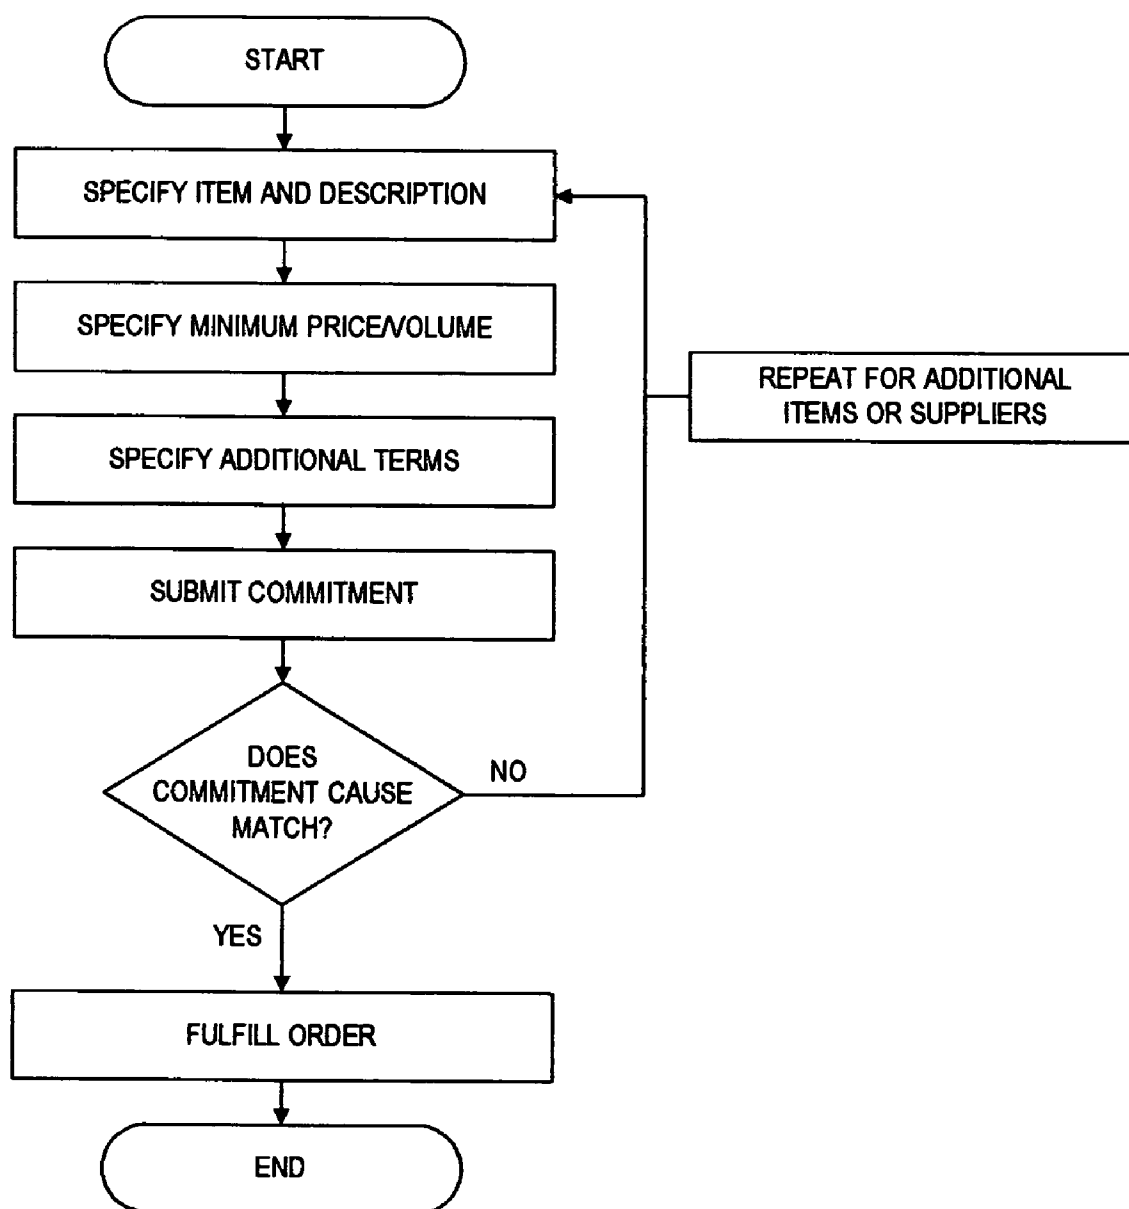 START
SPECIFY ITEM AND DESCRIPTION
SPECIFY MINIMUM PRICE/VOLUME
REPEAT FOR ADDITIONAL
ITEMS OR SUPPLIERS
SPECIFY ADDITIONAL TERMS
SUBMIT COMMITMENT
DOES
COMMITMENT CAUSE
MATCH?
NO
YES
FULFILL ORDER
END